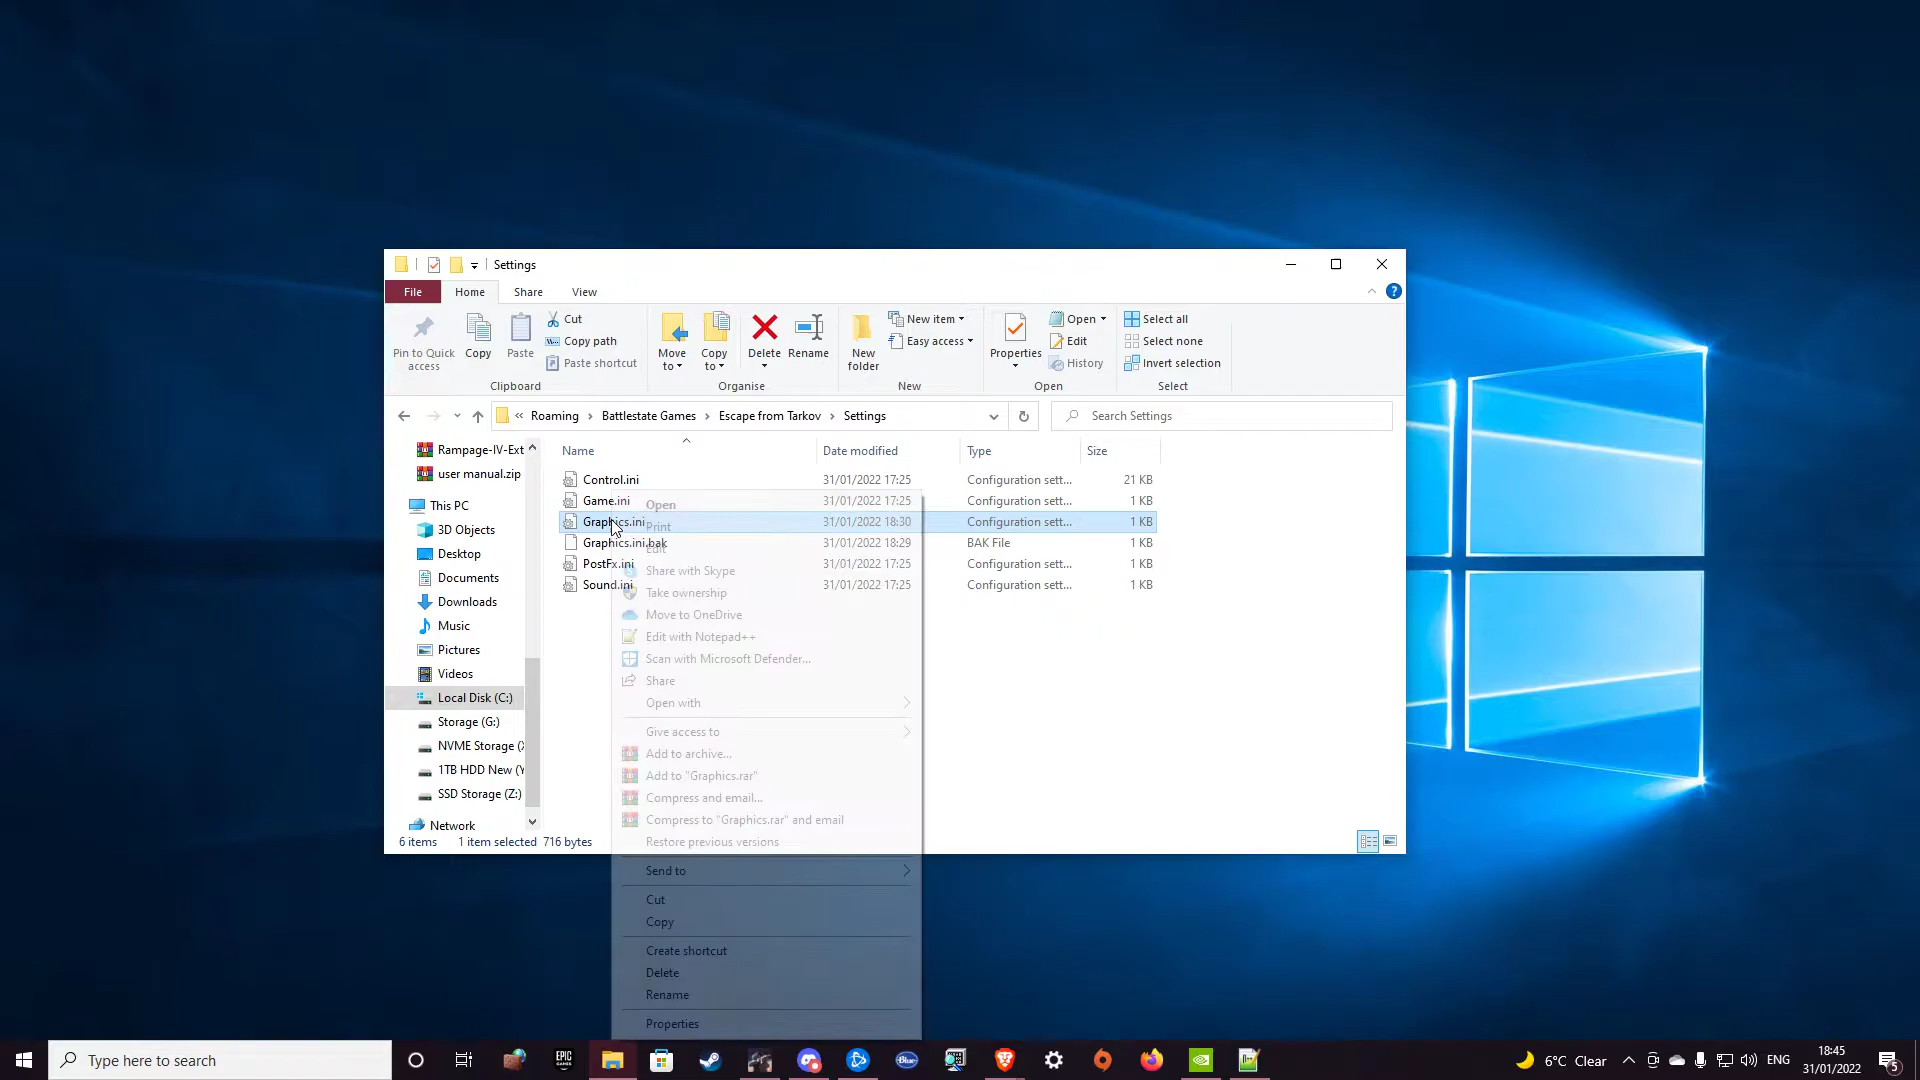 Settings
File Home Share View
Pin to Quick access
Copy
Paste
Cut
Copy path
Paste shortcut
Clipboard
Move to
Copy to
Delete
Rename
Organise
New folder
New item
Easy access
New
Properties
Open
Edit
History
Open
Select all
Select none
Invert selection
Select
« Roaming › Battlestate Games › Escape from Tarkov › Settings
Search Settings
Rampage-IV-Ext
user manual.zip
This PC
3D Objects
Desktop
Documents
Downloads
Music
Pictures
Videos
Local Disk (C:)
Storage (G:)
NVME Storage (
1TB HDD New (Y
SSD Storage (Z:)
Network
Name Date modified Type Size
Control.ini 31/01/2022 17:25 Configuration sett... 21 KB
Game.ini 31/01/2022 17:25 Configuration sett... 1 KB
Graphics.ini 31/01/2022 18:30 Configuration sett... 1 KB
Graphics.ini.bak 31/01/2022 18:29 BAK File 1 KB
PostFx.ini 31/01/2022 17:25 Configuration sett... 1 KB
Sound.ini 31/01/2022 17:25 Configuration sett... 1 KB
Open
Print
Edit
Share with Skype
Take ownership
Move to OneDrive
Edit with Notepad++
Scan with Microsoft Defender...
Share
Open with
Give access to
Add to archive...
Add to "Graphics.rar"
Compress and email...
Compress to "Graphics.rar" and email
Restore previous versions
Send to
Cut
Copy
Create shortcut
Delete
Rename
Properties
6 items 1 item selected 716 bytes
Type here to search
EPIC GAMES
Blue
6°C Clear
ENG
18:45
31/01/2022
5